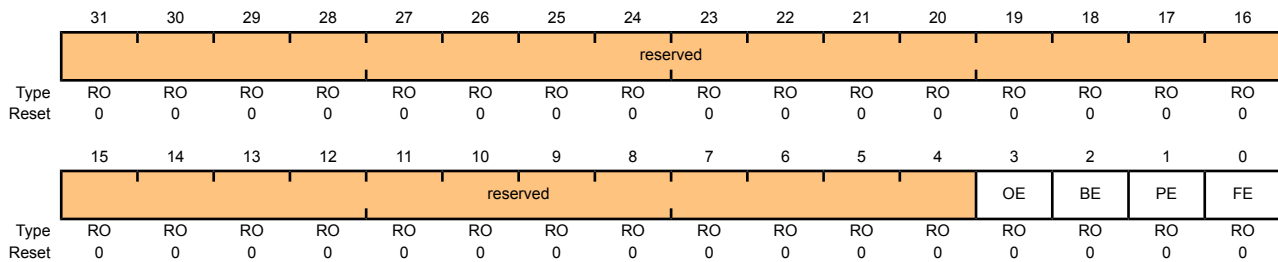 31 30 29 28 27 26 25 24 23 22 21 20 19 18 17 16
reserved
Type RO RO RO RO RO RO RO RO RO RO RO RO RO RO RO RO
Reset 0 0 0 0 0 0 0 0 0 0 0 0 0 0 0 0
15 14 13 12 11 10 9 8 7 6 5 4 3 2 1 0
reserved OE BE PE FE
Type RO RO RO RO RO RO RO RO RO RO RO RO RO RO RO RO
Reset 0 0 0 0 0 0 0 0 0 0 0 0 0 0 0 0